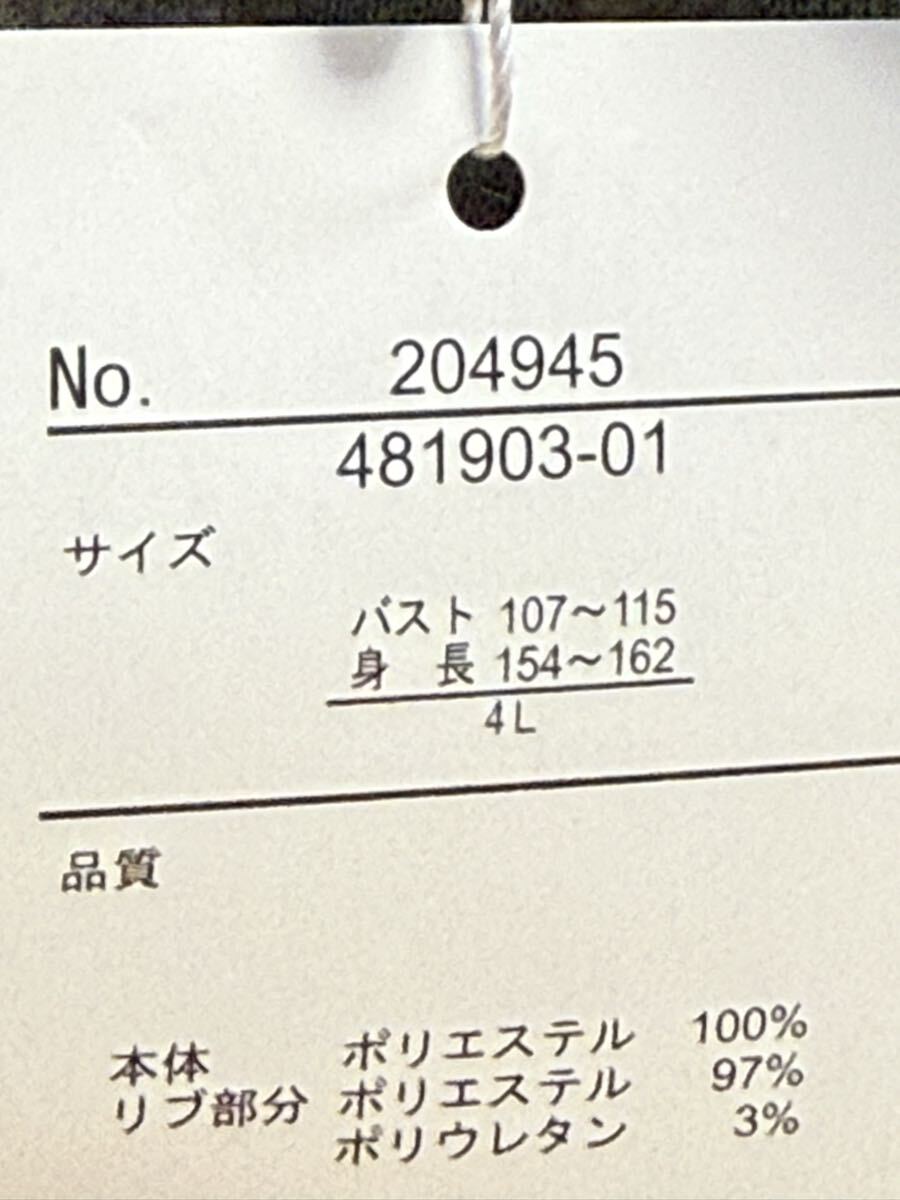 No. 204945
481903-01
サイズ
バスト 107～115
身　長 154～162
4L
品質
本体 ポリエステル 100%
リブ部分 ポリエステル 97%
ポリウレタン 3%